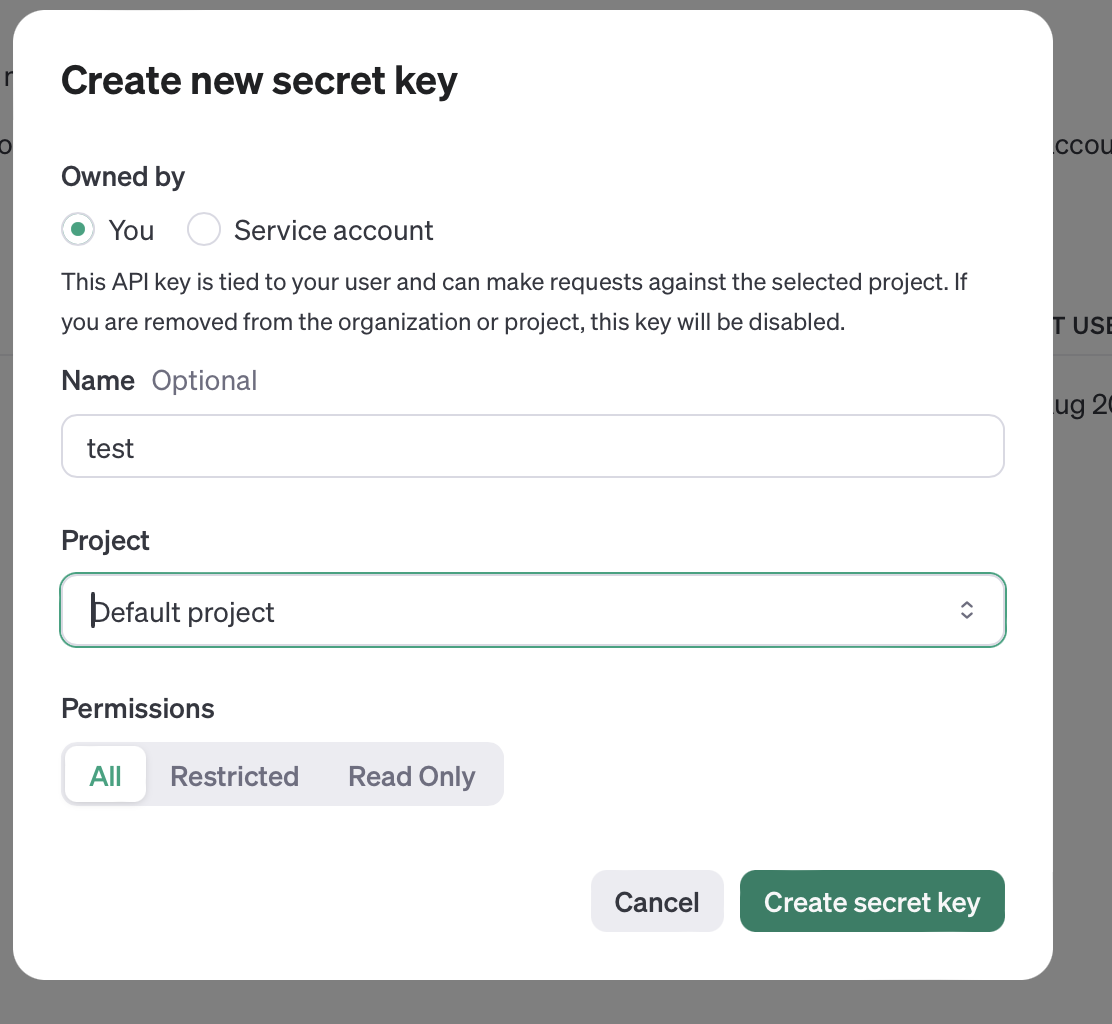 Create new secret key
Owned by
You Service account
This API key is tied to your user and can make requests against the selected project. If
you are removed from the organization or project, this key will be disabled.
Name Optional
test
Project
Default project
Permissions
All Restricted Read Only
Cancel Create secret key